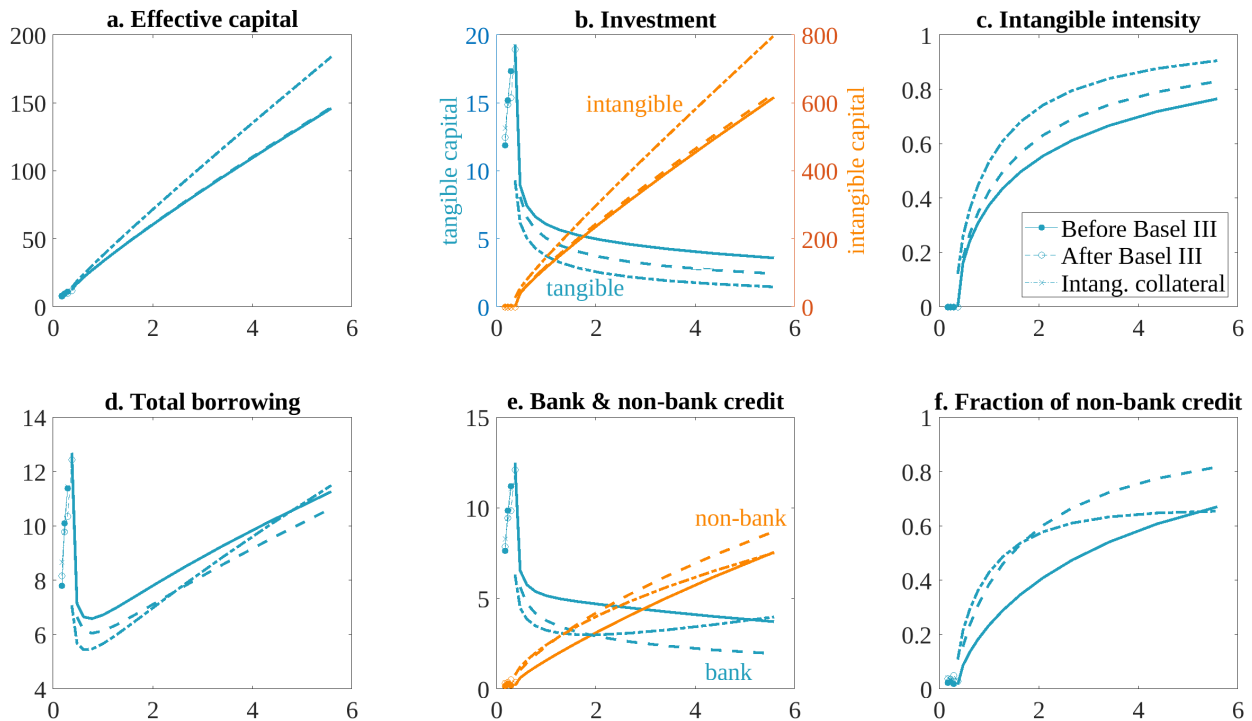 a. Effective capital
200
150
100
50
0
0 2 4 6
b. Investment
20
15
10
5
0
800
600
400
200
0
0 2 4 6
tangible capital
intangible capital
intangible
tangible
c. Intangible intensity
1
0.8
0.6
0.4
0.2
0
0 2 4 6
Before Basel III
After Basel III
Intang. collateral
d. Total borrowing
14
12
10
8
6
4
0 2 4 6
e. Bank & non-bank credit
15
10
5
0
0 2 4 6
non-bank
bank
f. Fraction of non-bank credit
1
0.8
0.6
0.4
0.2
0
0 2 4 6